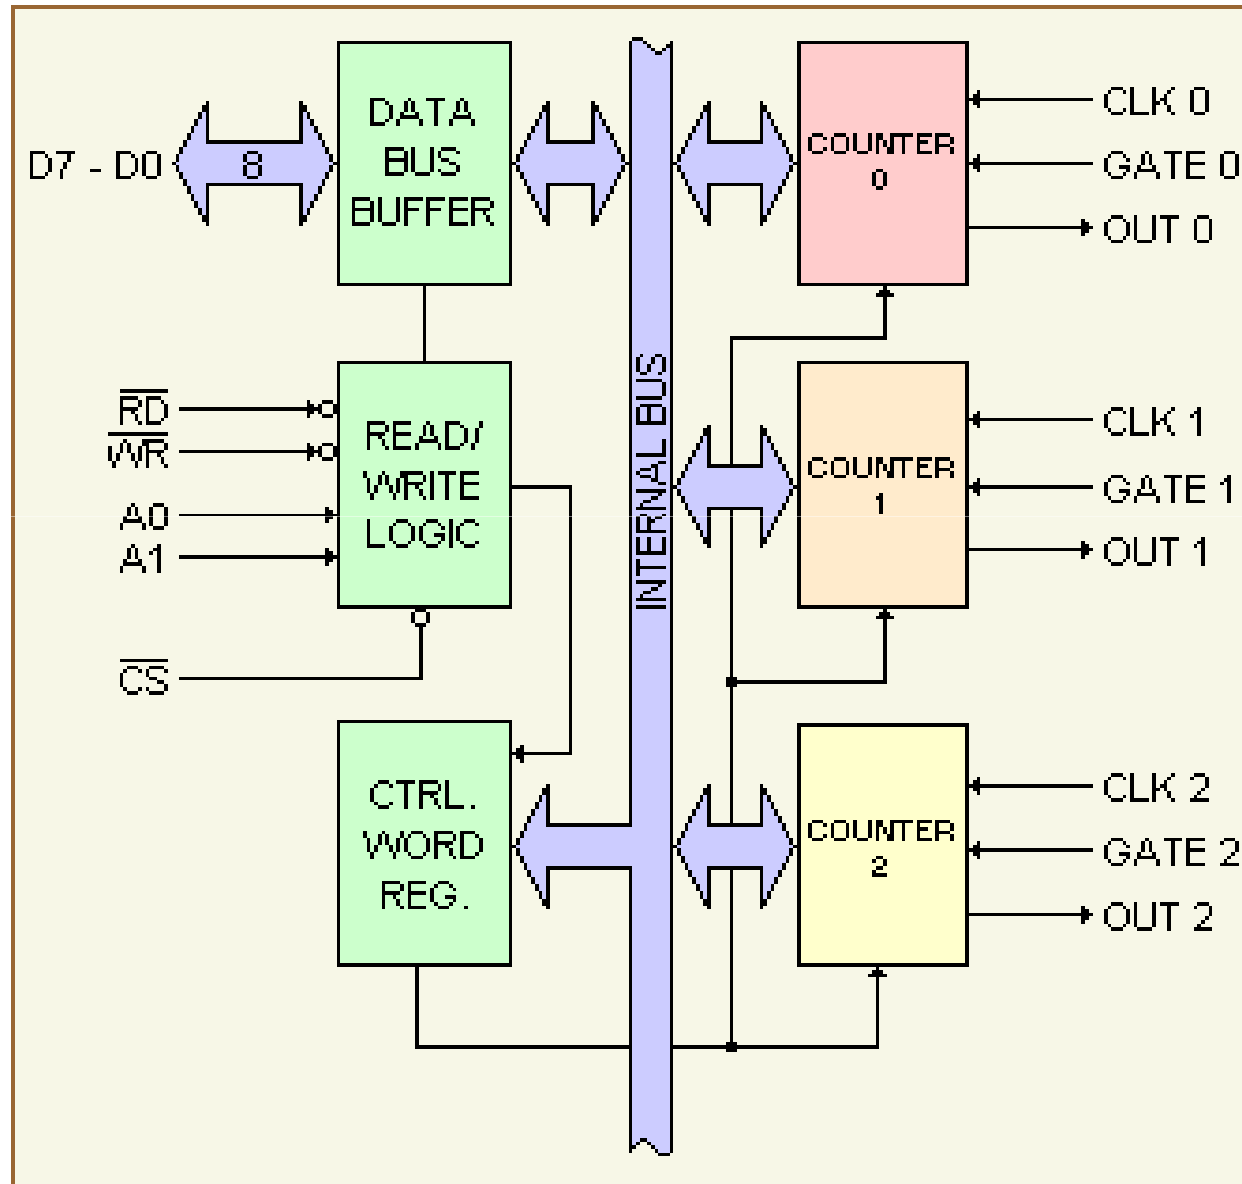 D7 - D0
8
DATA
BUS
BUFFER
COUNTER
0
CLK 0
GATE 0
OUT 0
RD
WR
A0
A1
CS
READ/
WRITE
LOGIC
INTERNAL BUS
COUNTER
1
CLK 1
GATE 1
OUT 1
CTRL.
WORD
REG.
COUNTER
2
CLK 2
GATE 2
OUT 2